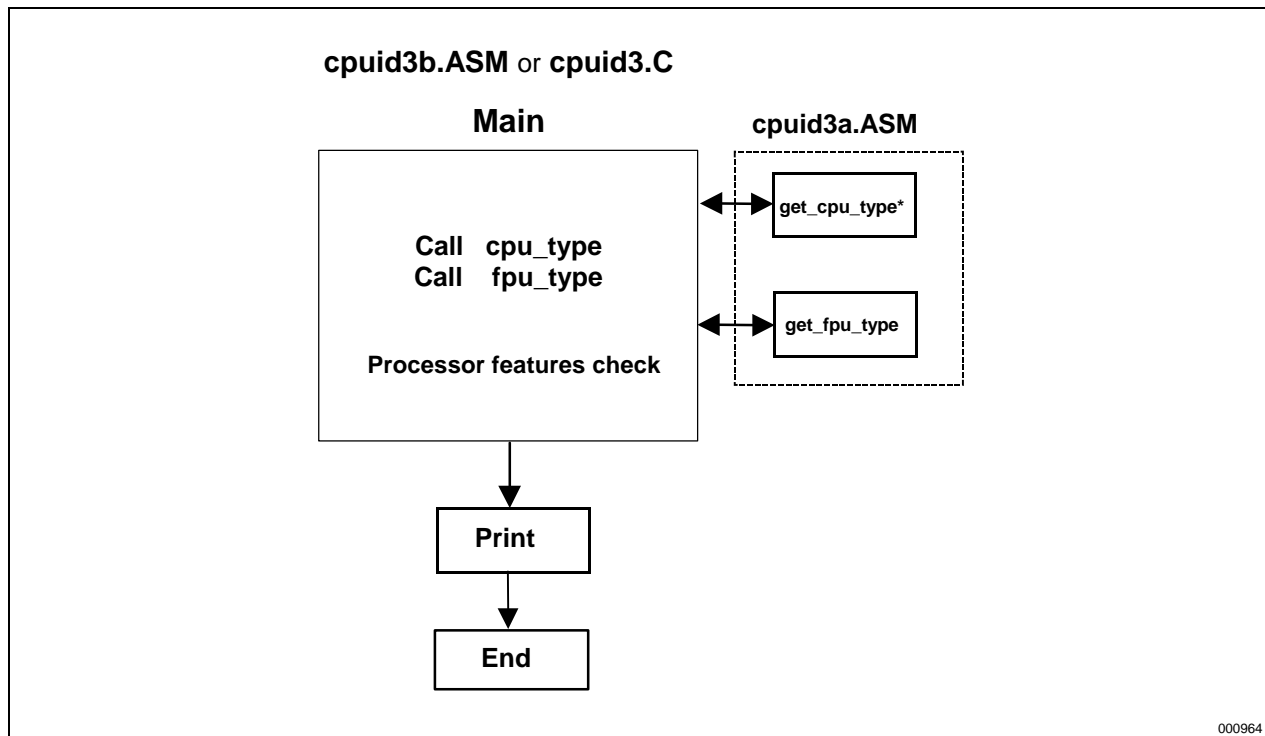 cpuid3b.ASM or cpuid3.C
Main
cpuid3a.ASM
get_cpu_type*
Call cpu_type
Call fpu_type
get_fpu_type
Processor features check
Print
End
000964